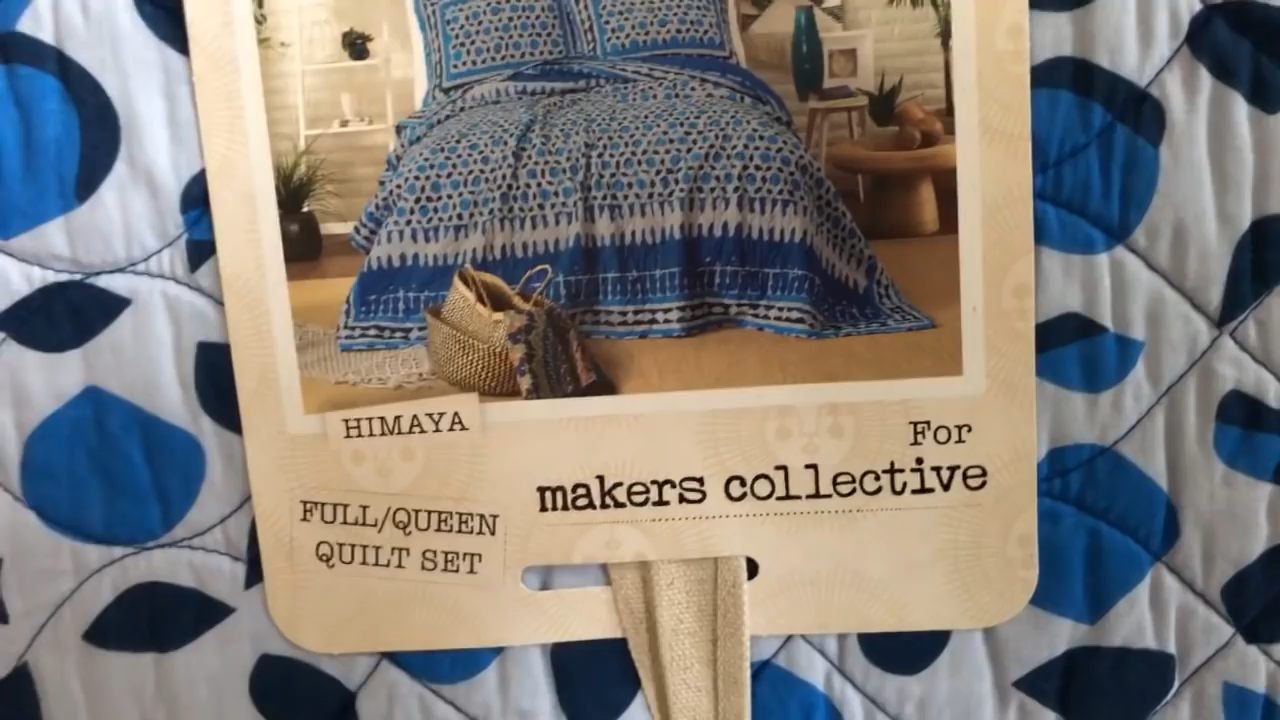 HIMAYA
For
makers collective
FULL/QUEEN
QUILT SET